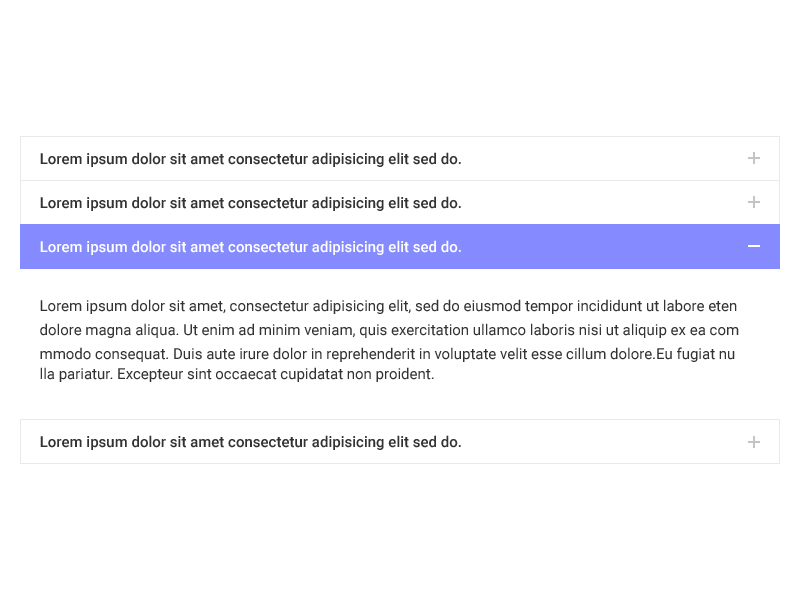 Lorem ipsum dolor sit amet consectetur adipisicing elit sed do.
Lorem ipsum dolor sit amet consectetur adipisicing elit sed do.
Lorem ipsum dolor sit amet consectetur adipisicing elit sed do.
Lorem ipsum dolor sit amet, consectetur adipisicing elit, sed do eiusmod tempor incididunt ut labore eten
dolore magna aliqua. Ut enim ad minim veniam, quis exercitation ullamco laboris nisi ut aliquip ex ea com
mmodo consequat. Duis aute irure dolor in reprehenderit in voluptate velit esse cillum dolore.Eu fugiat nu
lla pariatur. Excepteur sint occaecat cupidatat non proident.
Lorem ipsum dolor sit amet consectetur adipisicing elit sed do.